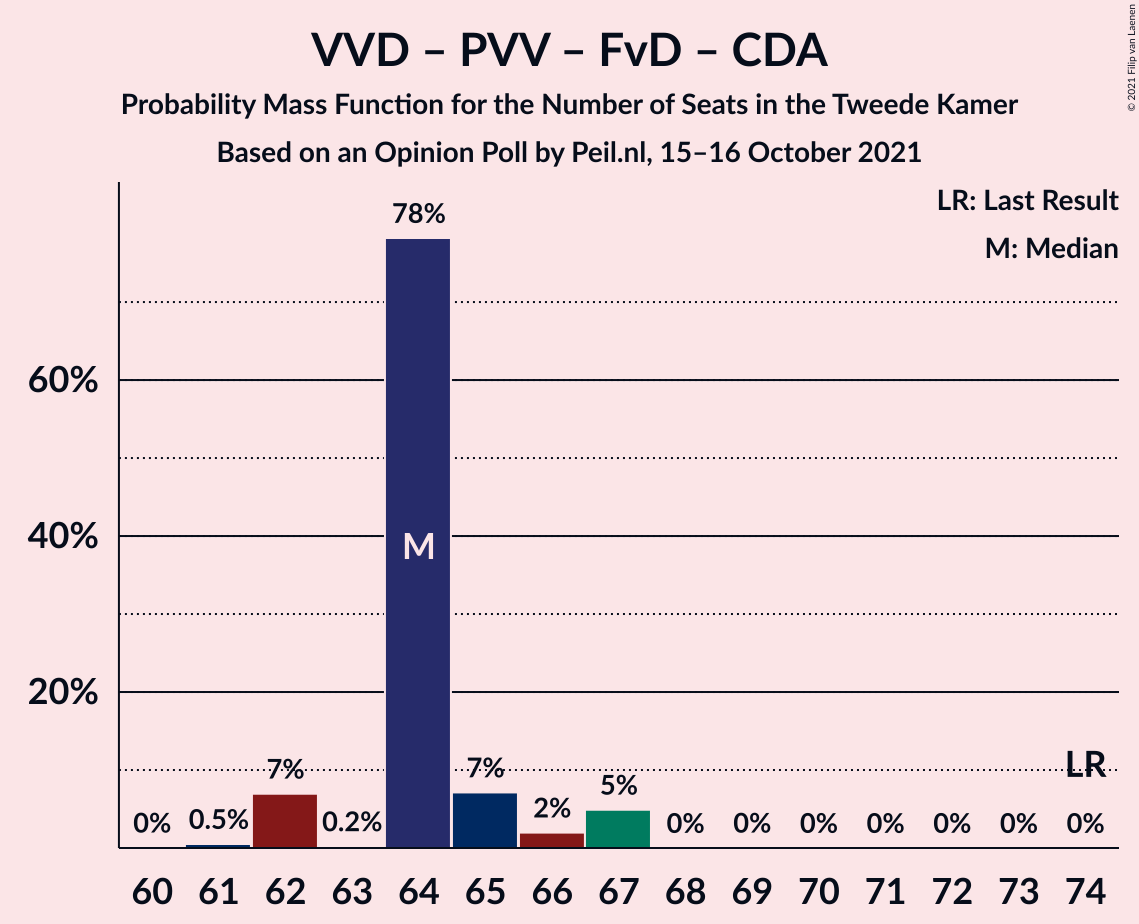 VVD – PVV – FvD – CDA
Probability Mass Function for the Number of Seats in the Tweede Kamer
Based on an Opinion Poll by Peil.nl, 15–16 October 2021
© 2021 Filip van Laenen
LR: Last Result
M: Median
60%
40%
20%
0% 0.5% 7% 0.2% 78% 7% 2% 5% 0% 0% 0% 0% 0% 0% 0%
M
LR
60 61 62 63 64 65 66 67 68 69 70 71 72 73 74